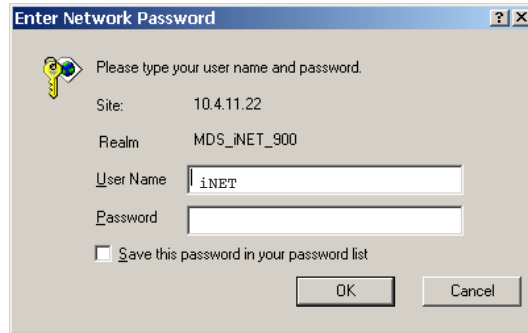 Enter Network Password
Please type your user name and password.
Site: 10.4.11.22
Realm MDS_iNET_900
User Name iNET
Password
Save this password in your password list
OK Cancel